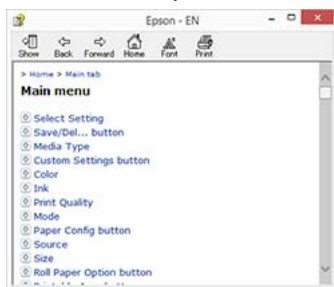 Epson - EN
Show Back Forward Home Font Print
> Home > Main tab
Main menu
Select Setting
Save/Del... button
Media Type
Custom Settings button
Color
Ink
Print Quality
Mode
Paper Config button
Source
Size
Roll Paper Option button